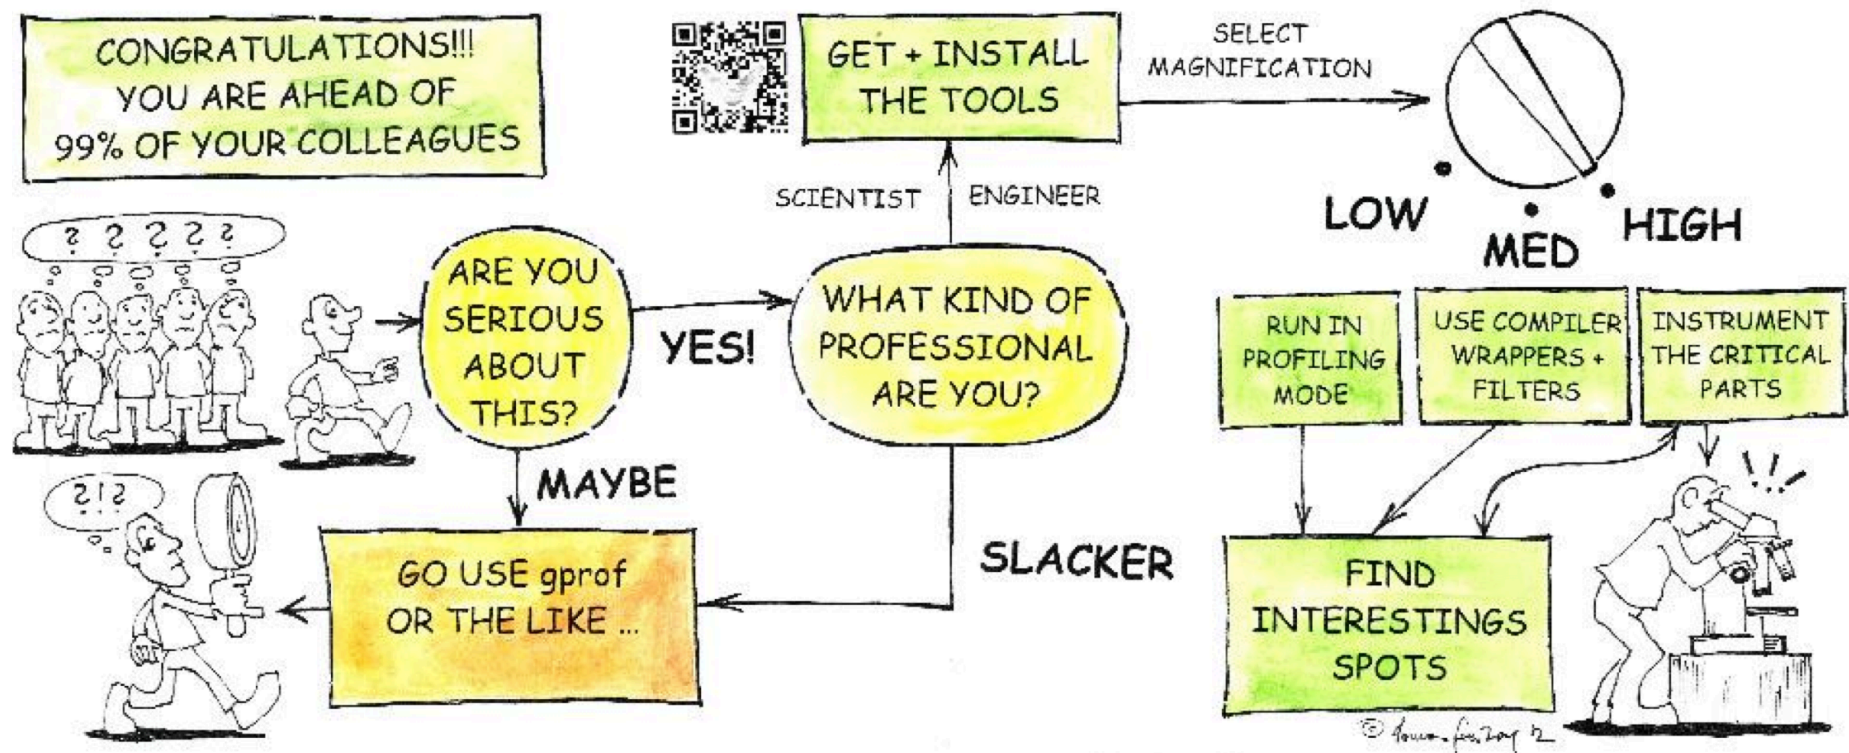 CONGRATULATIONS!!!
YOU ARE AHEAD OF
99% OF YOUR COLLEAGUES
? ? ? ? ?
ARE YOU
SERIOUS
ABOUT
THIS?
YES!
MAYBE
WHAT KIND OF
PROFESSIONAL
ARE YOU?
SCIENTIST
ENGINEER
SLACKER
GET + INSTALL
THE TOOLS
SELECT
MAGNIFICATION
LOW
MED
HIGH
RUN IN
PROFILING
MODE
USE COMPILER
WRAPPERS +
FILTERS
INSTRUMENT
THE CRITICAL
PARTS
FIND
INTERESTINGS
SPOTS
!!!
GO USE gprof
OR THE LIKE ...
?!?
©